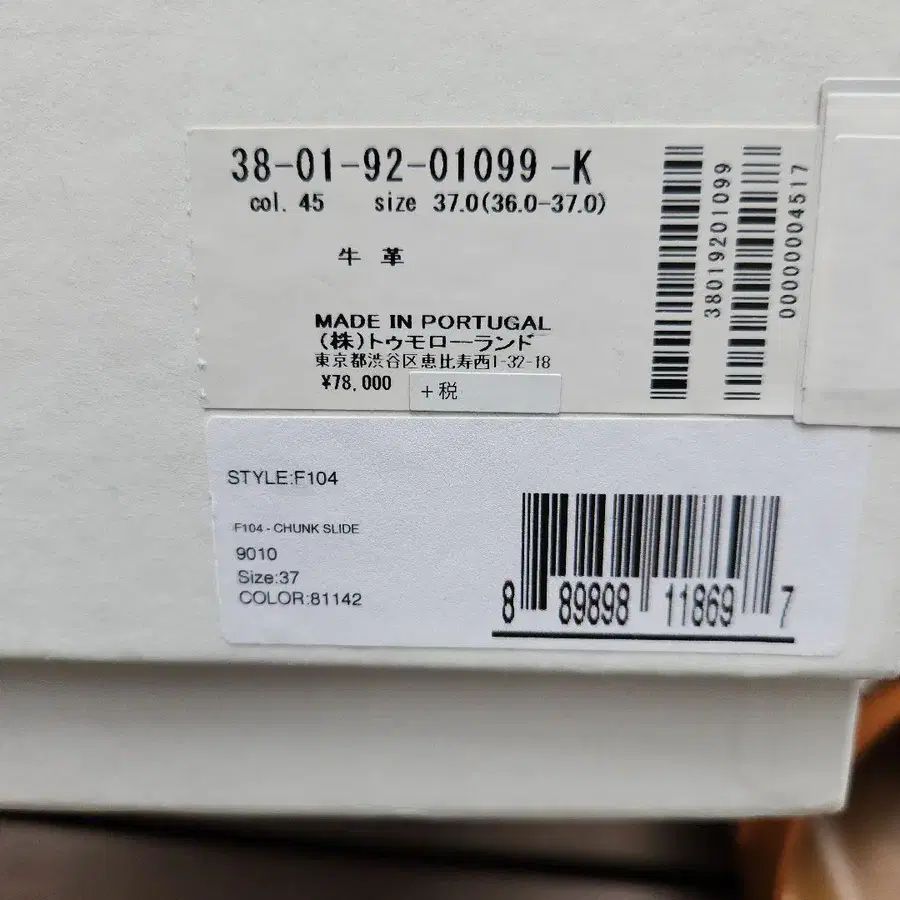 38-01-92-01099-K
col. 45 size 37.0(36.0-37.0)
牛 革
MADE IN PORTUGAL
(株)トゥモローランド
東京都渋谷区恵比寿西1-32-18
¥78,000 +税
38019201099
0000000004517
STYLE:F104
F104 - CHUNK SLIDE
9010
Size:37
COLOR:81142
8 89898 11869 7